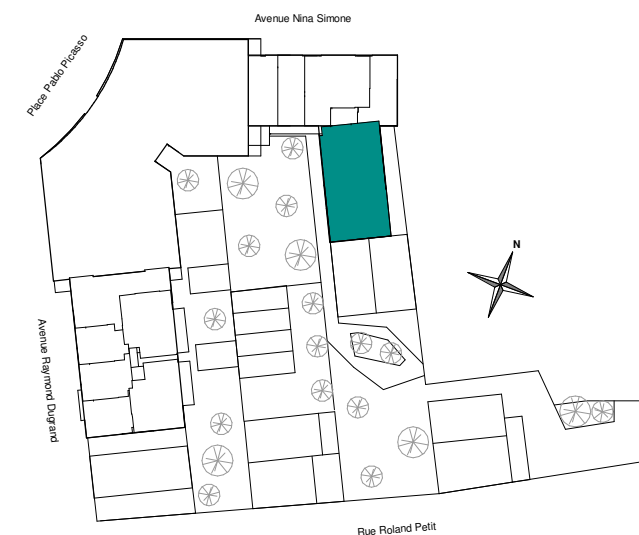 Avenue Nina Simone
Place Pablo Picasso
N
Avenue Raymond Dugrand
Rue Roland Petit